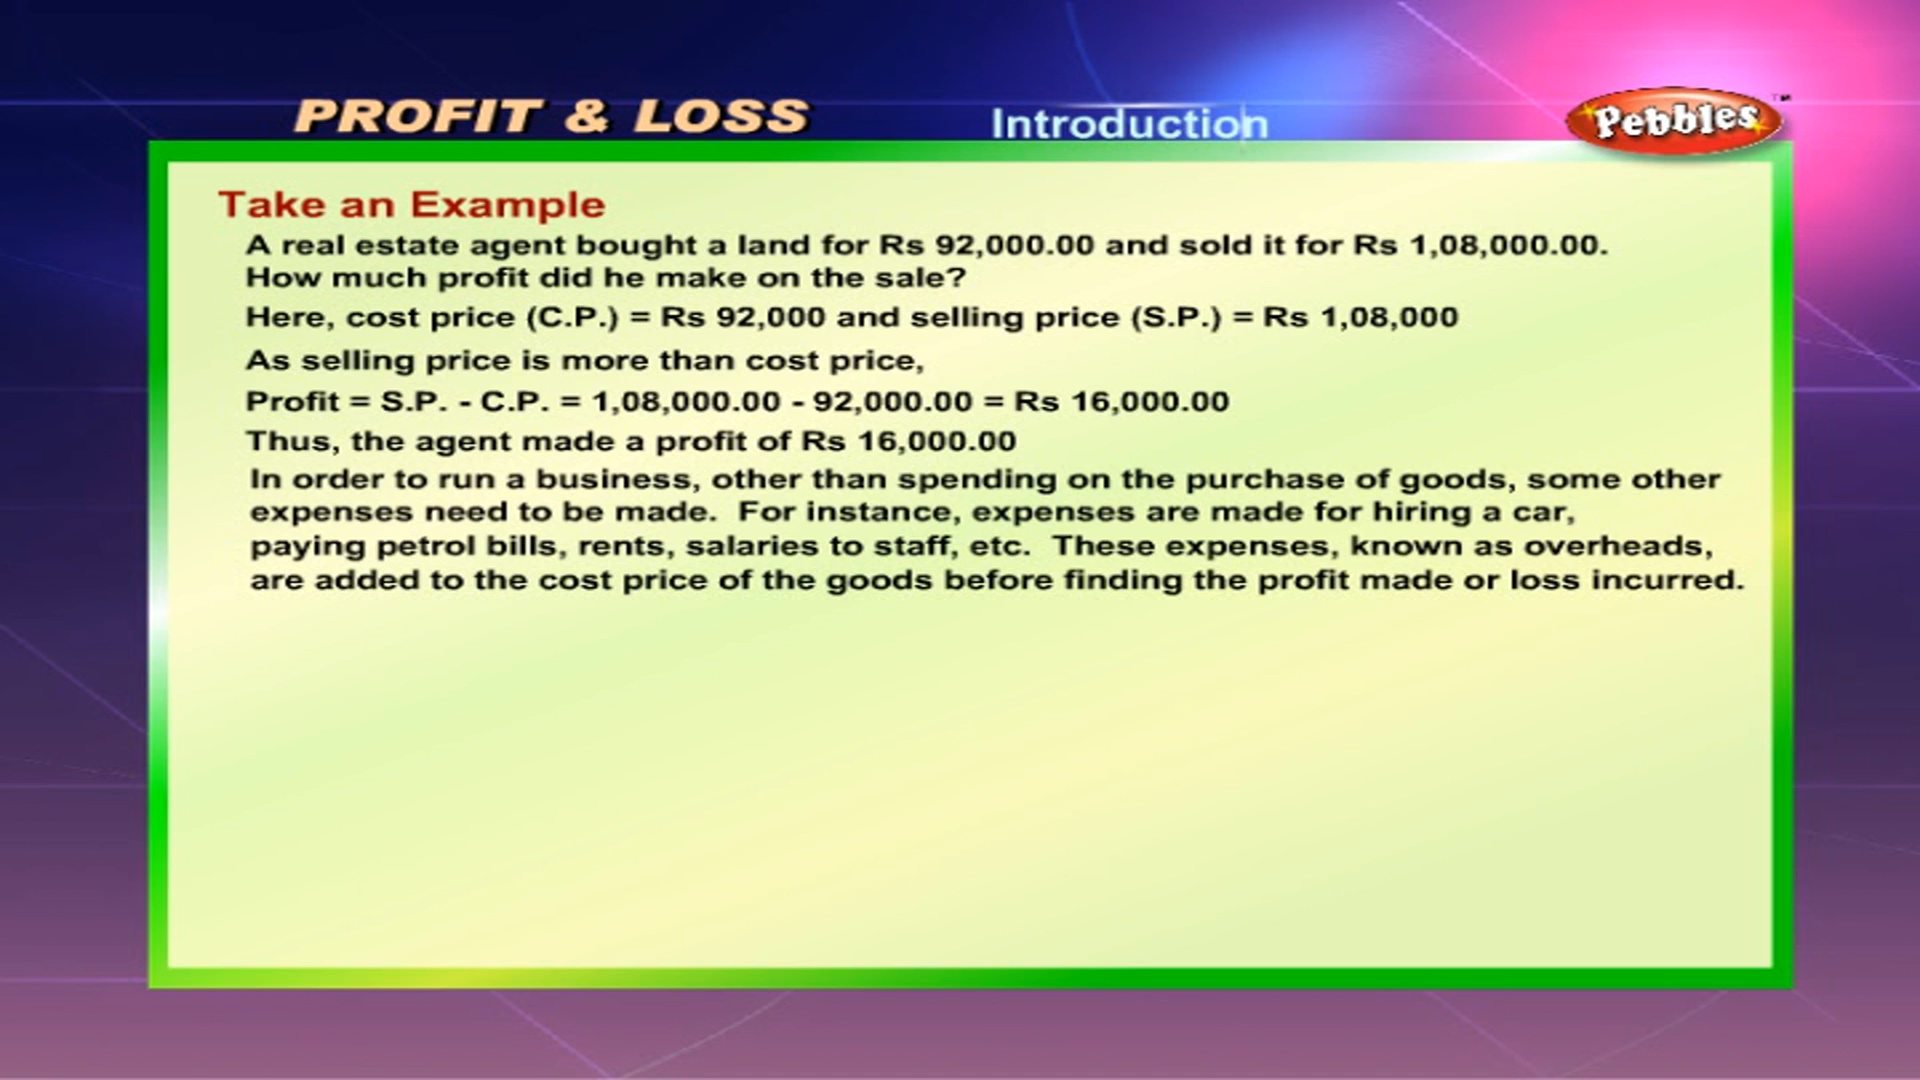 PROFIT & LOSS
Introduction
Pebbles™
Take an Example
A real estate agent bought a land for Rs 92,000.00 and sold it for Rs 1,08,000.00.
How much profit did he make on the sale?
Here, cost price (C.P.) = Rs 92,000 and selling price (S.P.) = Rs 1,08,000
As selling price is more than cost price,
Profit = S.P. - C.P. = 1,08,000.00 - 92,000.00 = Rs 16,000.00
Thus, the agent made a profit of Rs 16,000.00
In order to run a business, other than spending on the purchase of goods, some other
expenses need to be made.  For instance, expenses are made for hiring a car,
paying petrol bills, rents, salaries to staff, etc.  These expenses, known as overheads,
are added to the cost price of the goods before finding the profit made or loss incurred.